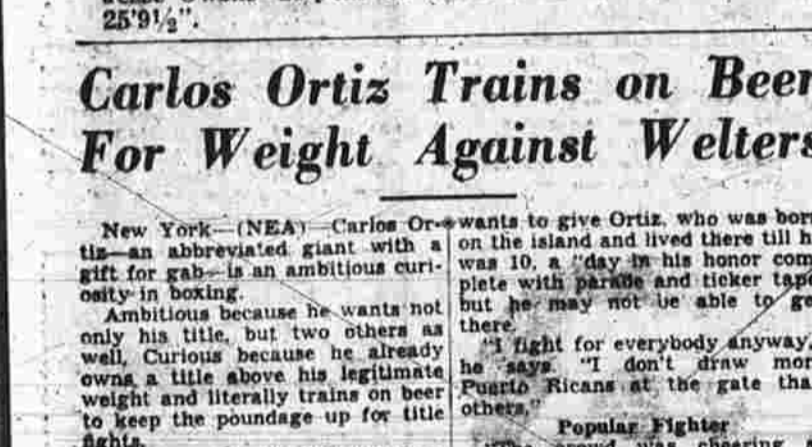 25'9½".
Carlos Ortiz Trains on Beer
For Weight Against Welters
New York—(NEA)—Carlos Or-
tiz—an abbreviated giant with a
gift for gab—is an ambitious curi-
osity in boxing.
Ambitious because he wants not
only his title, but two others as
well. Curious because he already
owns a title above his legitimate
weight and literally trains on beer
to keep the poundage up for title
fights.
wants to give Ortiz, who was born
on the island and lived there till h
was 10, a "day in his honor com
plete with parade and ticker tap
but he may not be able to g
there.
"I fight for everybody anyway,
he says. "I don't draw mor
Puerto Ricans at the gate tha
others."
Popular Fighter